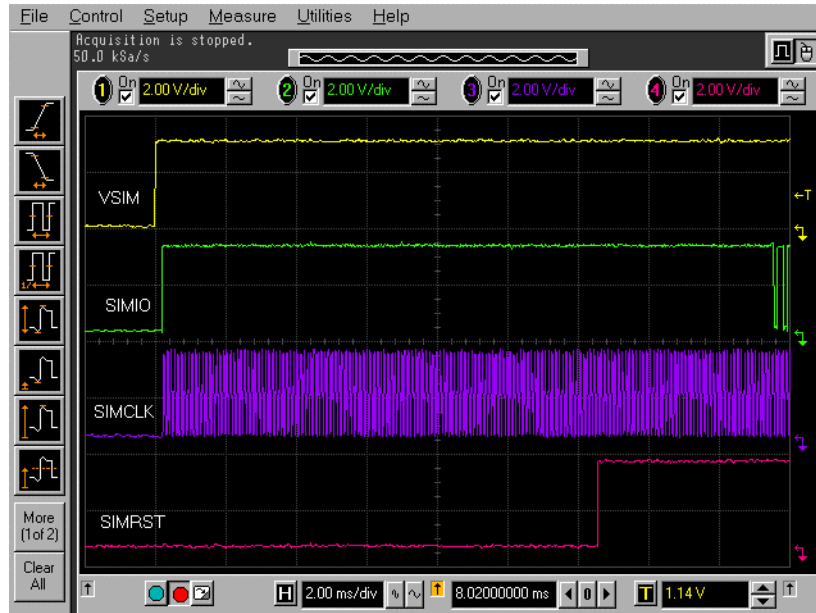 File Control Setup Measure Utilities Help
Acquisition is stopped.
50.0 kSa/s
1 On 2.00 V/div 2 On 2.00 V/div 3 On 2.00 V/div 4 On 2.00 V/div
VSIM
←T
SIMIO
SIMCLK
SIMRST
1/
More
(1of 2)
Clear
All
H 2.00 ms/div 8.02000000 ms 0 T 1.14 V